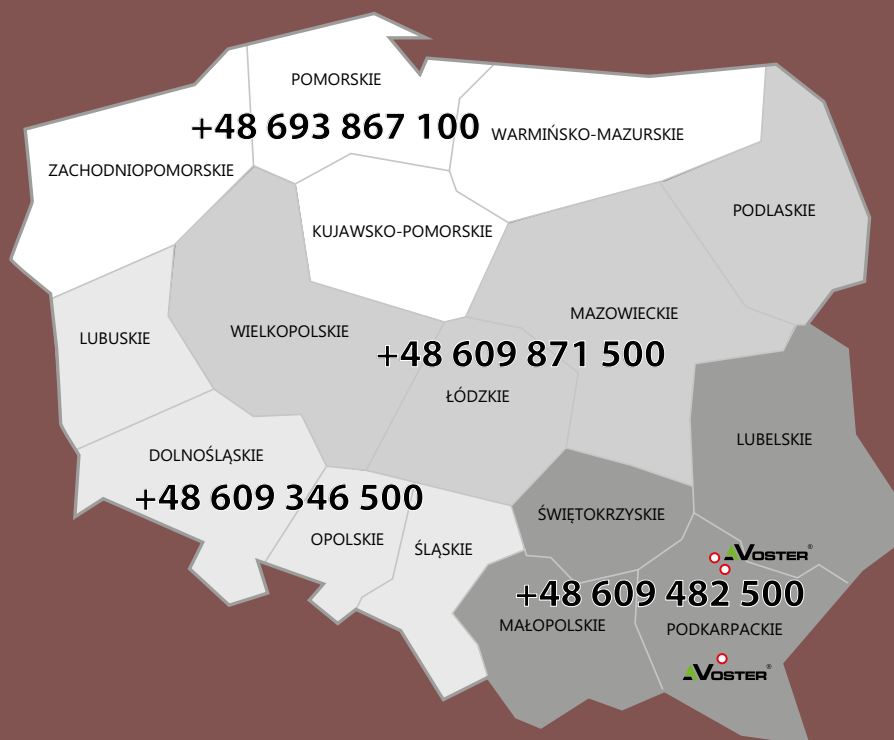 POMORSKIE
+48 693 867 100
WARMIŃSKO-MAZURSKIE
ZACHODNIOPOMORSKIE
PODLASKIE
KUJAWSKO-POMORSKIE
MAZOWIECKIE
WIELKOPOLSKIE
LUBUSKIE
+48 609 871 500
ŁÓDZKIE
LUBELSKIE
DOLNOŚLĄSKIE
+48 609 346 500
ŚWIĘTOKRZYSKIE
OPOLSKIE
ŚLĄSKIE
VOSTER®
+48 609 482 500
MAŁOPOLSKIE
PODKARPACKIE
VOSTER®